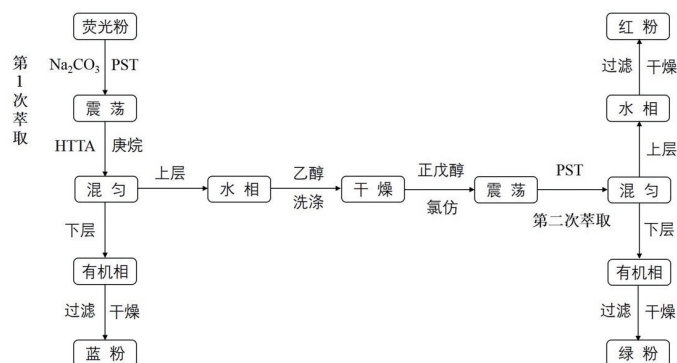 荧光粉
第1次萃取
Na₂CO₃ PST
震荡
HTTA 庚烷
混匀
上层
水相
乙醇
洗涤
干燥
正戊醇
氯仿
震荡
PST
第二次萃取
混匀
下层
有机相
过滤 干燥
蓝粉
上层
水相
过滤 干燥
红粉
下层
有机相
过滤 干燥
绿粉